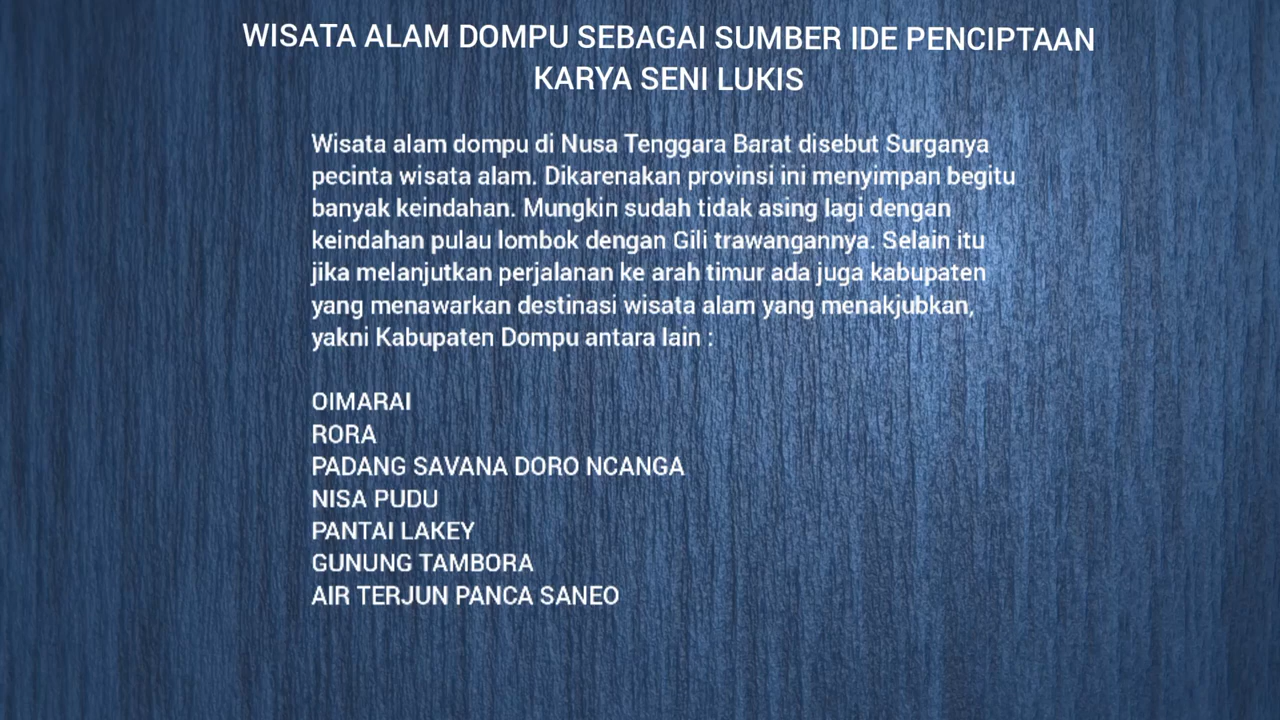 WISATA ALAM DOMPU SEBAGAI SUMBER IDE PENCIPTAAN
KARYA SENI LUKIS
Wisata alam dompu di Nusa Tenggara Barat disebut Surganya
pecinta wisata alam. Dikarenakan provinsi ini menyimpan begitu
banyak keindahan. Mungkin sudah tidak asing lagi dengan
keindahan pulau lombok dengan Gili trawangannya. Selain itu
jika melanjutkan perjalanan ke arah timur ada juga kabupaten
yang menawarkan destinasi wisata alam yang menakjubkan,
yakni Kabupaten Dompu antara lain :
OIMARAI
RORA
PADANG SAVANA DORO NCANGA
NISA PUDU
PANTAI LAKEY
GUNUNG TAMBORA
AIR TERJUN PANCA SANEO